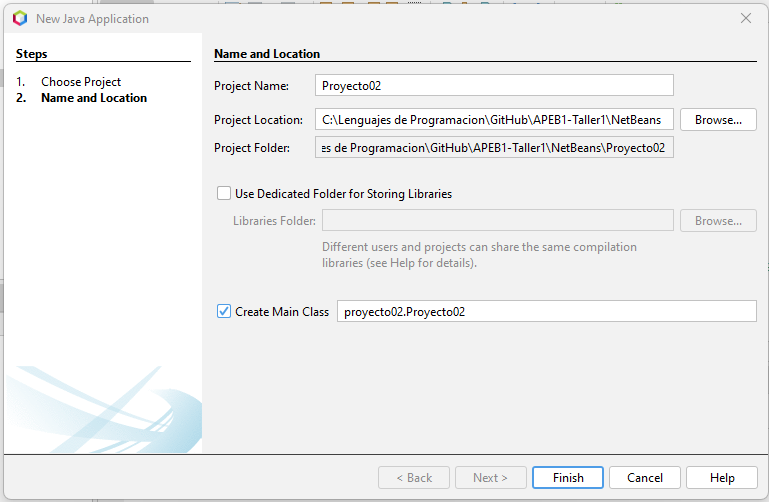 New Java Application
Steps
1. Choose Project
2. Name and Location
Name and Location
Project Name: Proyecto02
Project Location: C:\Lenguajes de Programacion\GitHub\APEB1-Taller1\NetBeans Browse...
Project Folder: es de Programacion\GitHub\APEB1-Taller1\NetBeans\Proyecto02
Use Dedicated Folder for Storing Libraries
Libraries Folder: Browse...
Different users and projects can share the same compilation
libraries (see Help for details).
Create Main Class proyecto02.Proyecto02
< Back Next > Finish Cancel Help